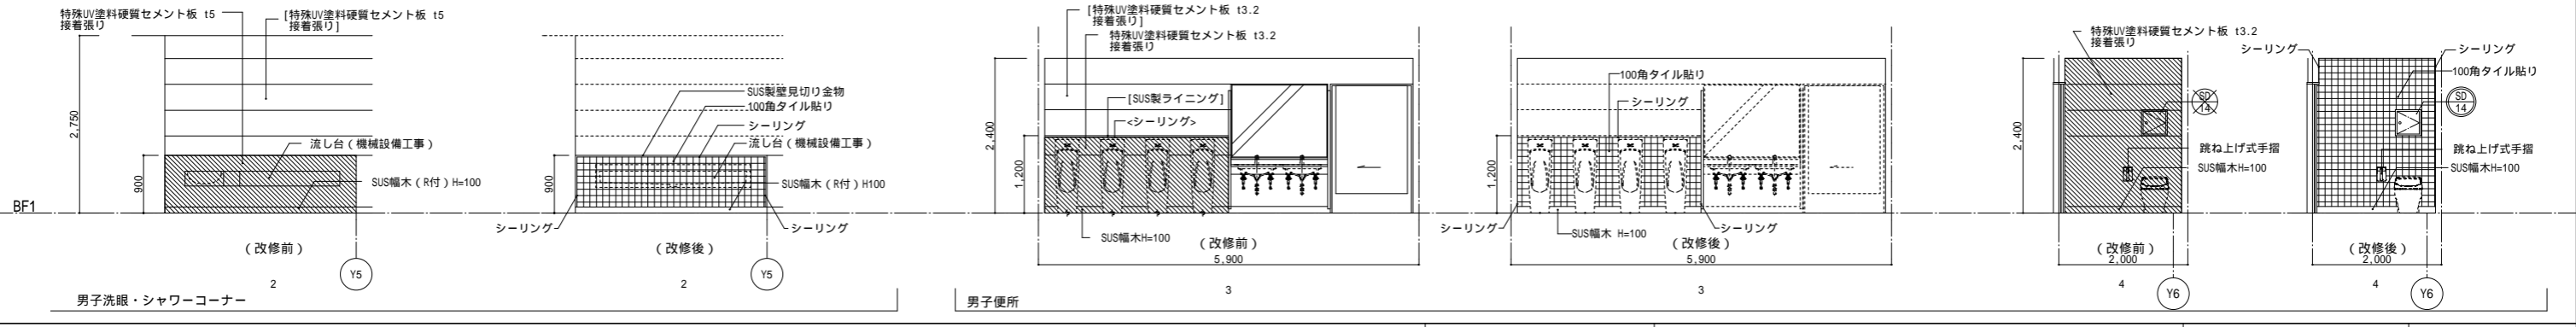 特殊UV塗料硬質セメント板 t5
接着張り
[特殊UV塗料硬質セメント板 t5
接着張り]
2,750
900
流し台（機械設備工事）
SUS幅木（R付）H=100
BF1
（改修前）
Y5
2
SUS製壁見切り金物
100角タイル貼り
シーリング
流し台（機械設備工事）
SUS幅木（R付）H100
900
シーリング
シーリング
（改修後）
Y5
2
男子洗眼・シャワーコーナー
[特殊UV塗料硬質セメント板 t3.2
接着張り]
特殊UV塗料硬質セメント板 t3.2
接着張り
2,400
1,200
[SUS製ライニング]
<シーリング>
SUS幅木H=100
（改修前）
5,900
3
100角タイル貼り
シーリング
1,200
シーリング
SUS幅木 H=100
シーリング
（改修後）
5,900
3
男子便所
特殊UV塗料硬質セメント板 t3.2
接着張り
2,400
SD
14
跳ね上げ式手摺
SUS幅木H=100
（改修前）
2,000
4
Y6
シーリング
シーリング
100角タイル貼り
SD
14
跳ね上げ式手摺
SUS幅木H=100
（改修後）
2,000
4
Y6